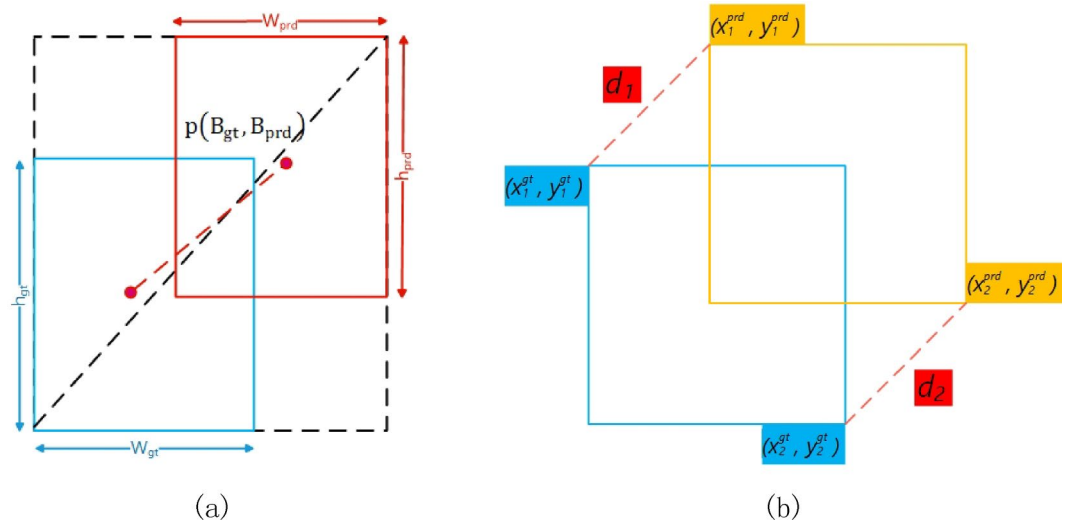 W_prd
p(B_gt, B_prd)
h_prd
h_gt
W_gt
(a)
(x_1^prd, y_1^prd)
d_1
(x_1^gt, y_1^gt)
(x_2^prd, y_2^prd)
d_2
(x_2^gt, y_2^gt)
(b)